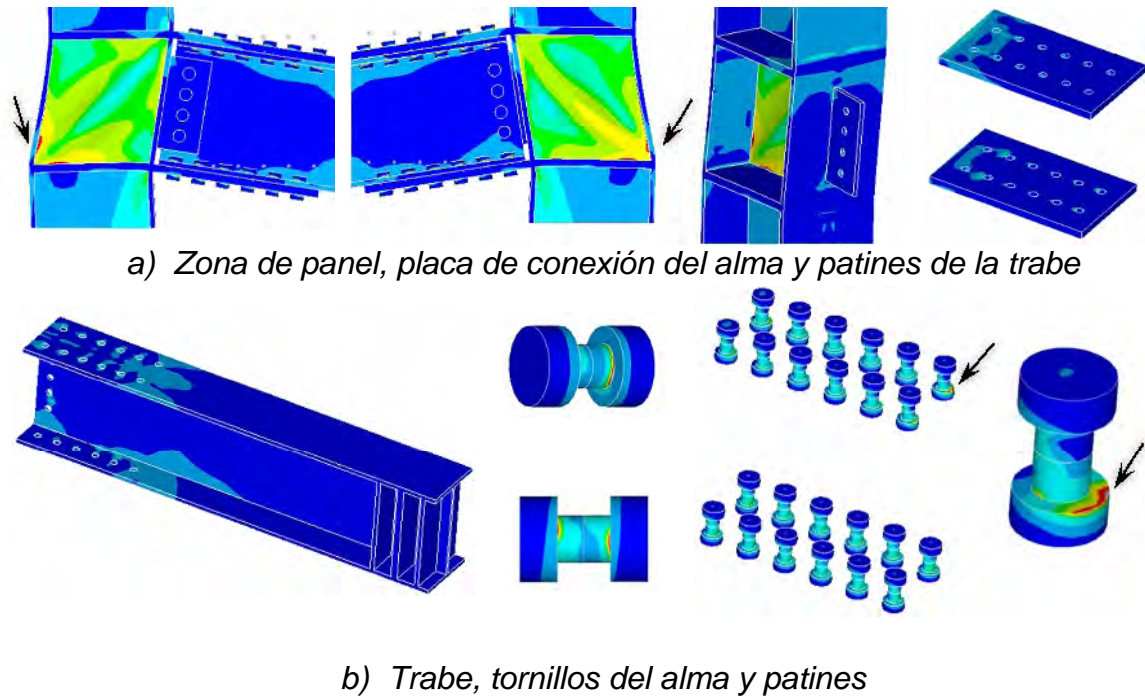 a) Zona de panel, placa de conexión del alma y patines de la trabe
b) Trabe, tornillos del alma y patines